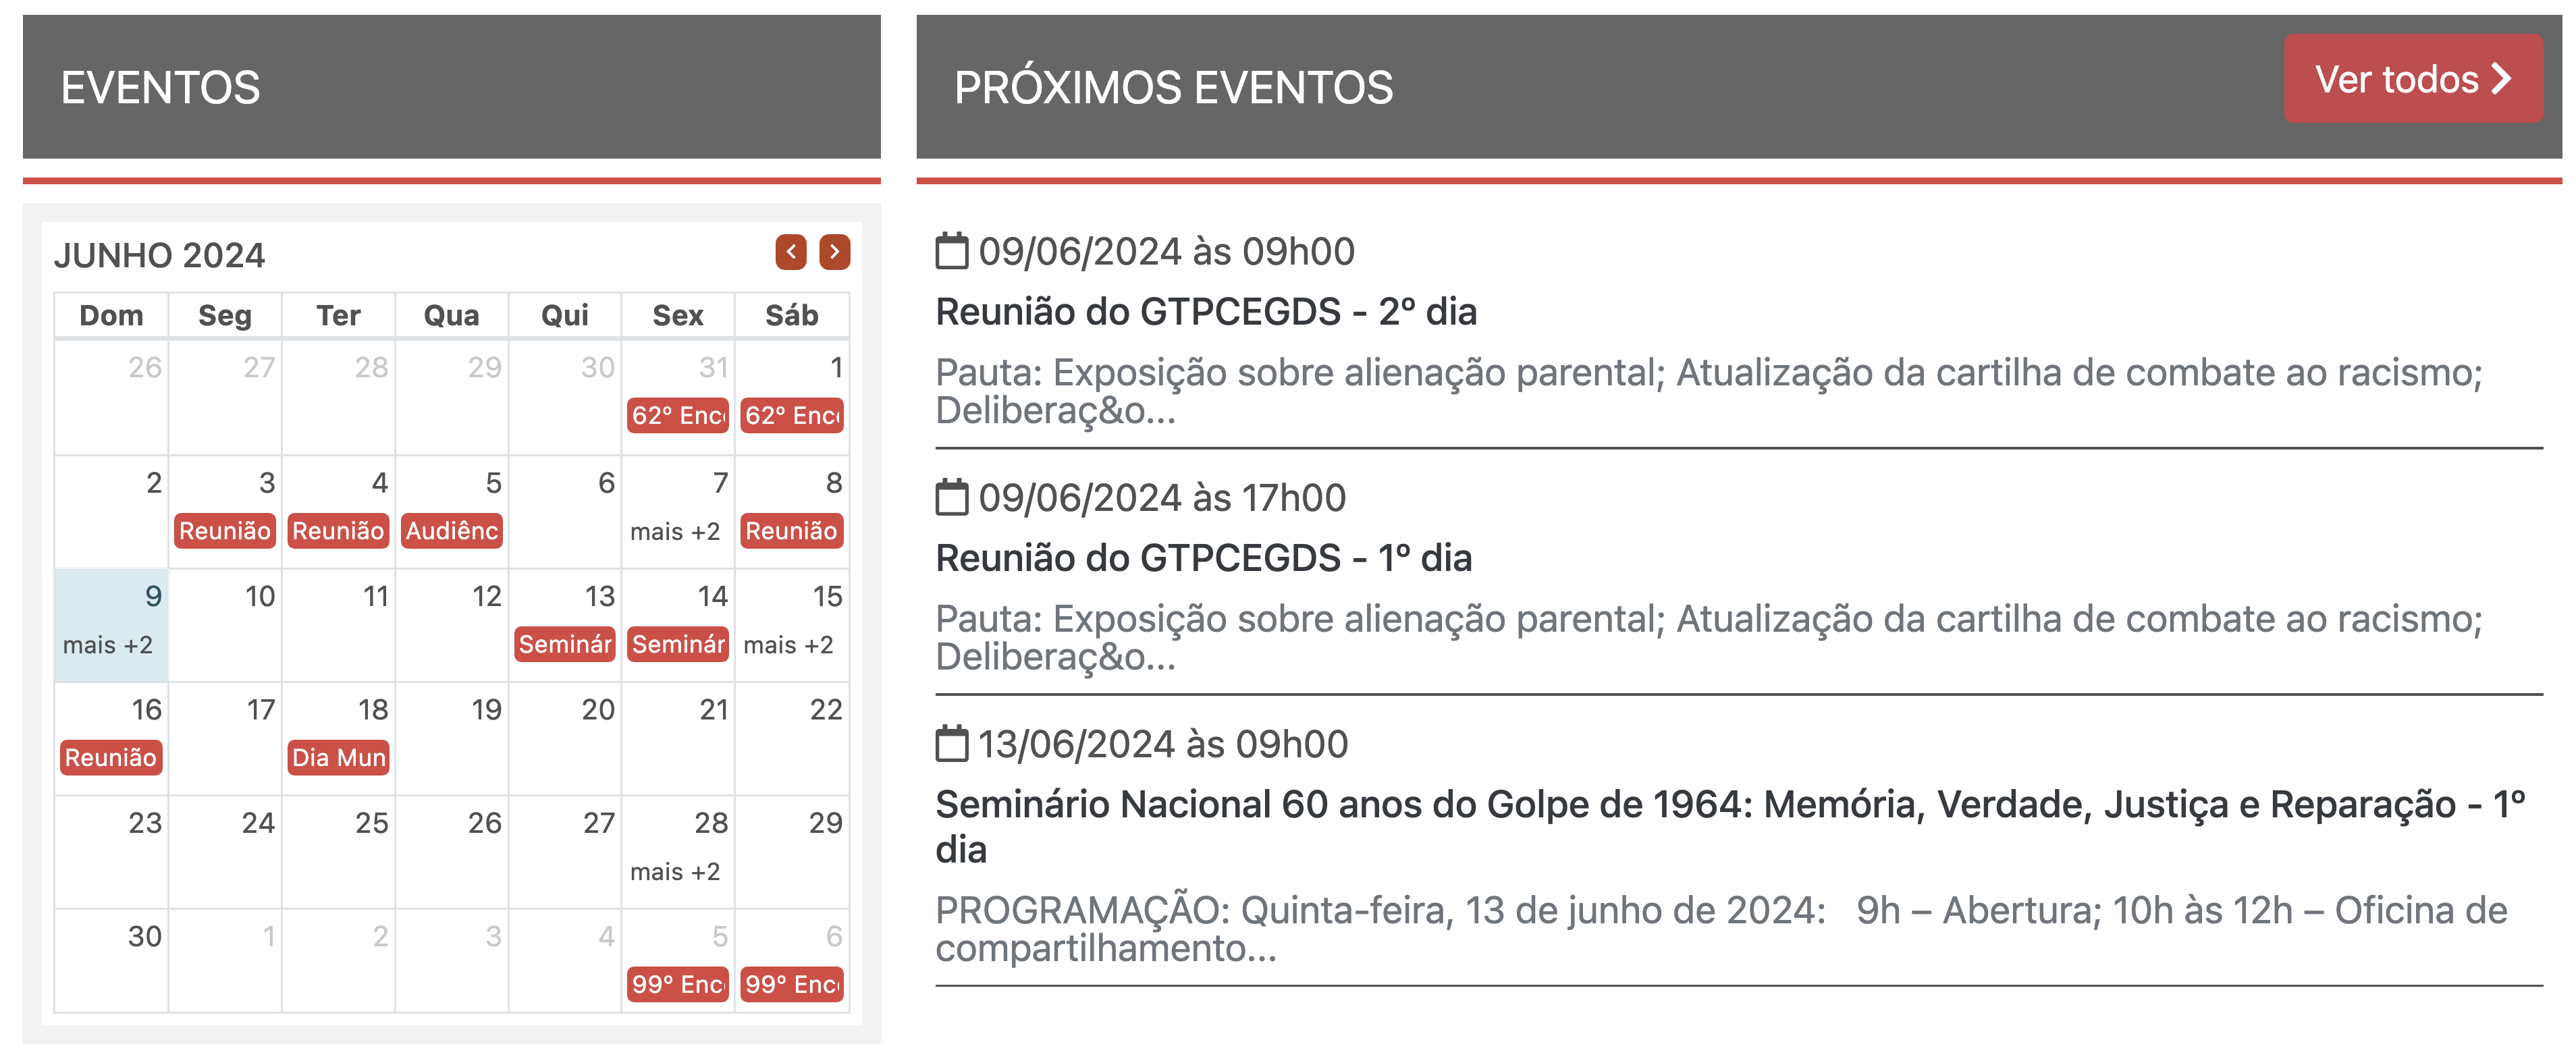 EVENTOS
JUNHO 2024
Dom Seg Ter Qua Qui Sex Sáb
26 27 28 29 30 31 1
62º Enc 62º Enc
2 3 4 5 6 7 8
Reunião Reunião Audiênc mais +2 Reunião
9 10 11 12 13 14 15
mais +2 Seminár Seminár mais +2
16 17 18 19 20 21 22
Reunião Dia Mun
23 24 25 26 27 28 29
mais +2
30 1 2 3 4 5 6
99º Enc 99º Enc
PRÓXIMOS EVENTOS
Ver todos
09/06/2024 às 09h00
Reunião do GTPCEGDS - 2º dia
Pauta: Exposição sobre alienação parental; Atualização da cartilha de combate ao racismo;
Deliberaç&o...
09/06/2024 às 17h00
Reunião do GTPCEGDS - 1º dia
Pauta: Exposição sobre alienação parental; Atualização da cartilha de combate ao racismo;
Deliberaç&o...
13/06/2024 às 09h00
Seminário Nacional 60 anos do Golpe de 1964: Memória, Verdade, Justiça e Reparação - 1º
dia
PROGRAMAÇÃO: Quinta-feira, 13 de junho de 2024:   9h – Abertura; 10h às 12h – Oficina de
compartilhamento...